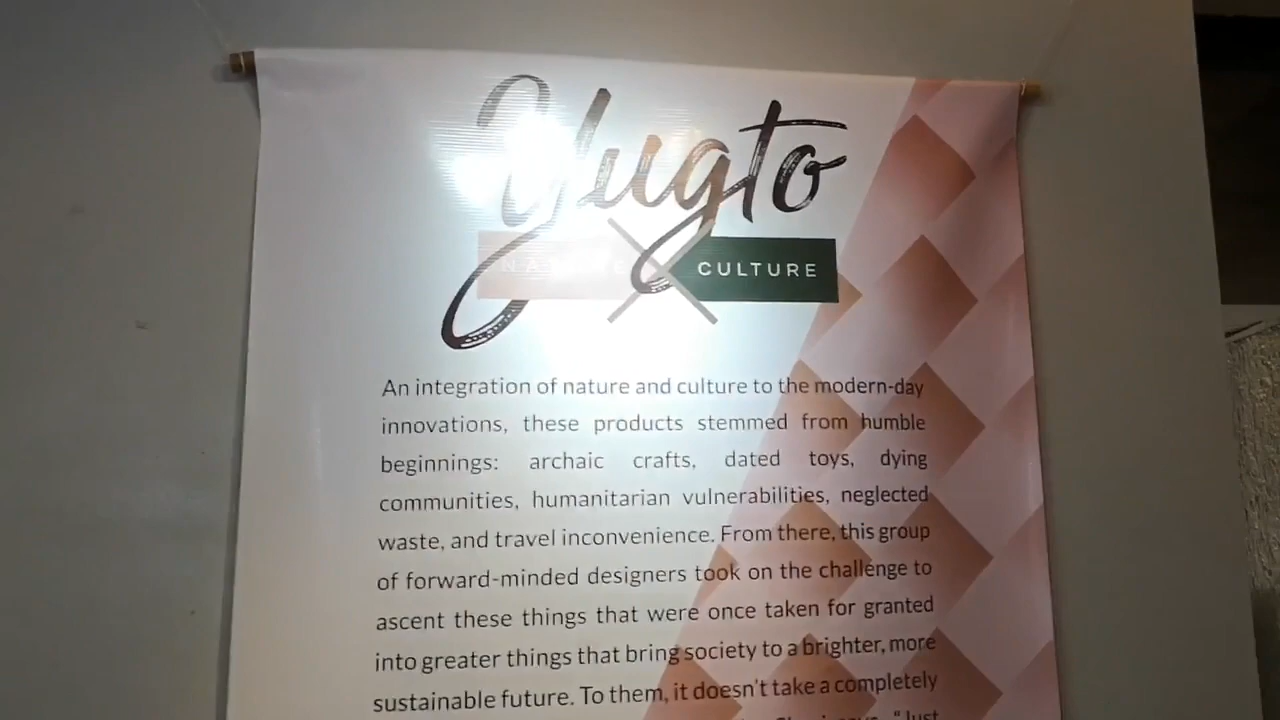 Yugto
NATURE CULTURE
An integration of nature and culture to the modern-day
innovations, these products stemmed from humble
beginnings: archaic crafts, dated toys, dying
communities, humanitarian vulnerabilities, neglected
waste, and travel inconvenience. From there, this group
of forward-minded designers took on the challenge to
ascent these things that were once taken for granted
into greater things that bring society to a brighter, more
sustainable future. To them, it doesn't take a completely
"Just